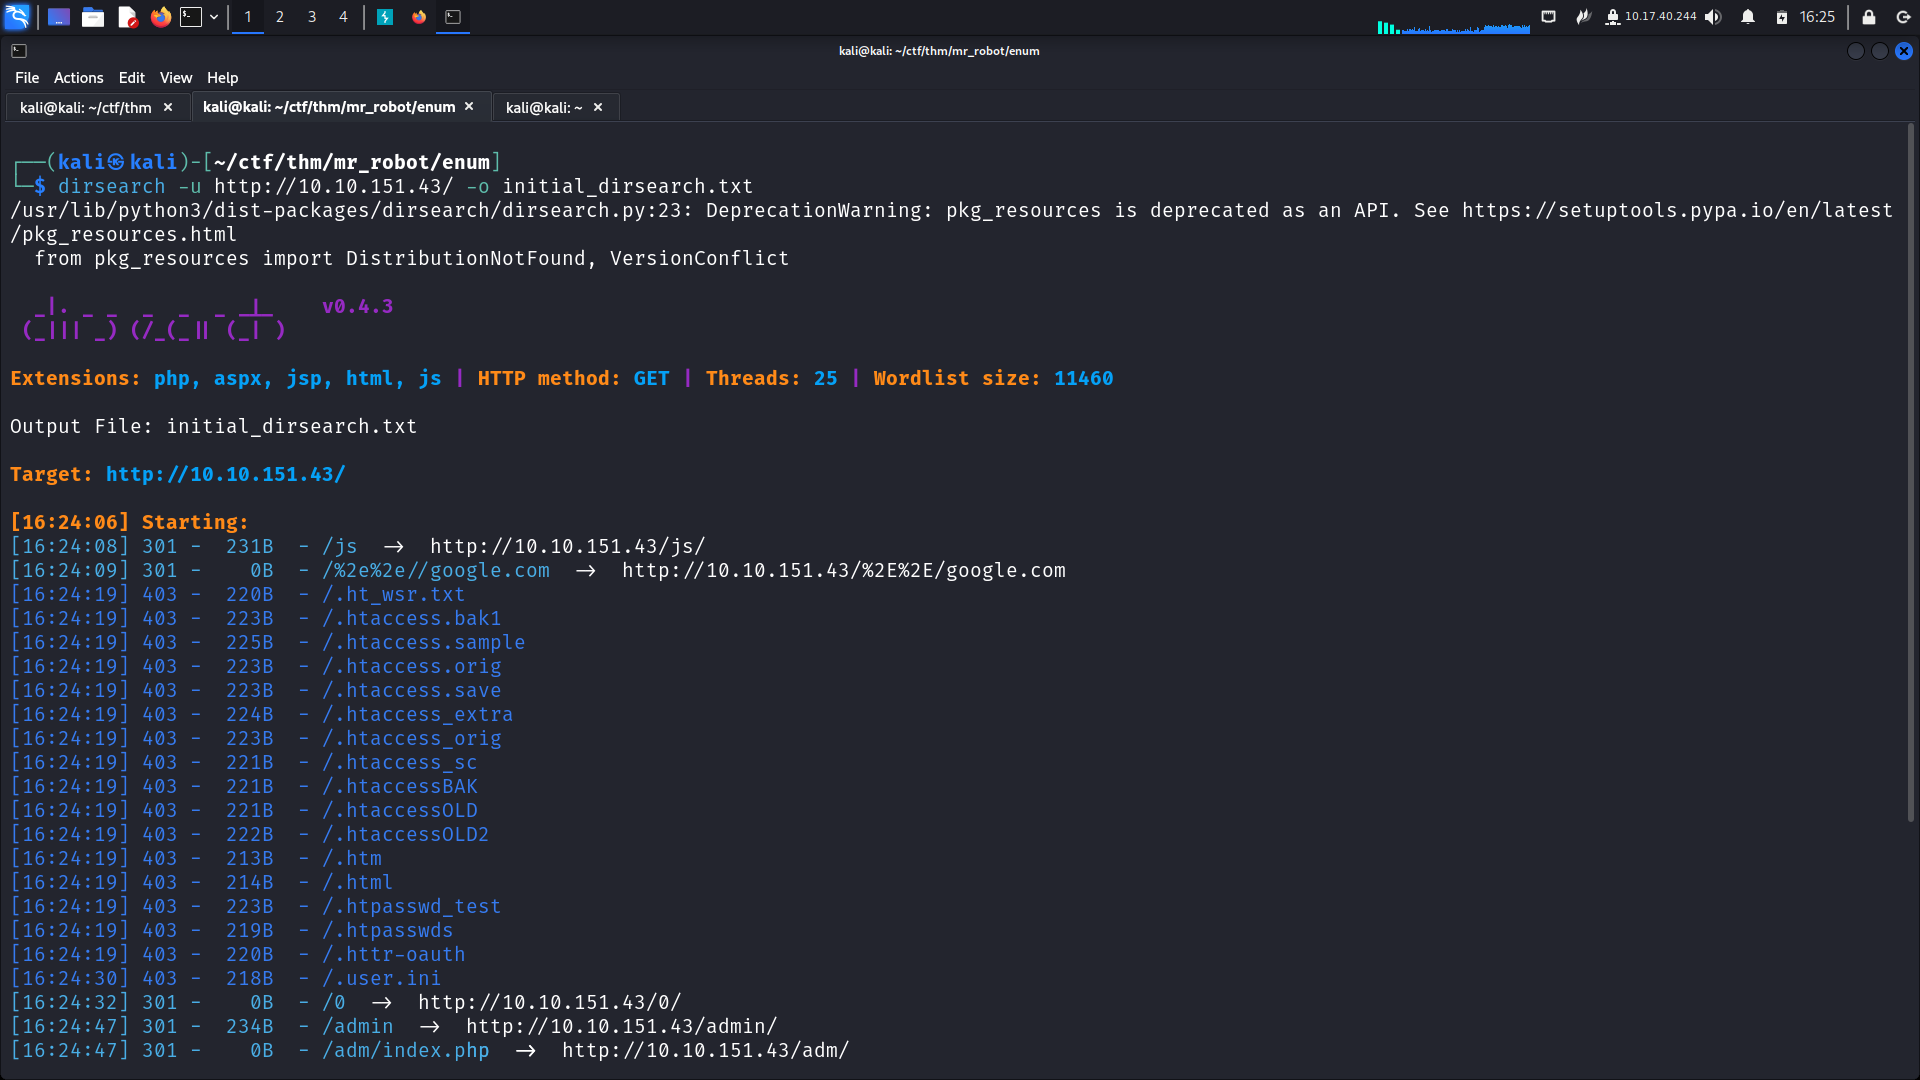 1 2 3 4 10.17.40.244 16:25
kali@kali: ~/ctf/thm/mr_robot/enum
File Actions Edit View Help
kali@kali: ~/ctf/thm × kali@kali: ~/ctf/thm/mr_robot/enum × kali@kali: ~ ×
┌──(kali㉿kali)-[~/ctf/thm/mr_robot/enum]
└─$ dirsearch -u http://10.10.151.43/ -o initial_dirsearch.txt
/usr/lib/python3/dist-packages/dirsearch/dirsearch.py:23: DeprecationWarning: pkg_resources is deprecated as an API. See https://setuptools.pypa.io/en/latest
/pkg_resources.html
  from pkg_resources import DistributionNotFound, VersionConflict
  _|. _ _  _  _  _ _|_    v0.4.3
 (_||| _) (/_(_|| (_| )
Extensions: php, aspx, jsp, html, js | HTTP method: GET | Threads: 25 | Wordlist size: 11460
Output File: initial_dirsearch.txt
Target: http://10.10.151.43/
[16:24:06] Starting:
[16:24:08] 301 -  231B  - /js  ->  http://10.10.151.43/js/
[16:24:09] 301 -    0B  - /%2e%2e//google.com  ->  http://10.10.151.43/%2E%2E/google.com
[16:24:19] 403 -  220B  - /.ht_wsr.txt
[16:24:19] 403 -  223B  - /.htaccess.bak1
[16:24:19] 403 -  225B  - /.htaccess.sample
[16:24:19] 403 -  223B  - /.htaccess.orig
[16:24:19] 403 -  223B  - /.htaccess.save
[16:24:19] 403 -  224B  - /.htaccess_extra
[16:24:19] 403 -  223B  - /.htaccess_orig
[16:24:19] 403 -  221B  - /.htaccess_sc
[16:24:19] 403 -  221B  - /.htaccessBAK
[16:24:19] 403 -  221B  - /.htaccessOLD
[16:24:19] 403 -  222B  - /.htaccessOLD2
[16:24:19] 403 -  213B  - /.htm
[16:24:19] 403 -  214B  - /.html
[16:24:19] 403 -  223B  - /.htpasswd_test
[16:24:19] 403 -  219B  - /.htpasswds
[16:24:19] 403 -  220B  - /.httr-oauth
[16:24:30] 403 -  218B  - /.user.ini
[16:24:32] 301 -    0B  - /0  ->  http://10.10.151.43/0/
[16:24:47] 301 -  234B  - /admin  ->  http://10.10.151.43/admin/
[16:24:47] 301 -    0B  - /adm/index.php  ->  http://10.10.151.43/adm/